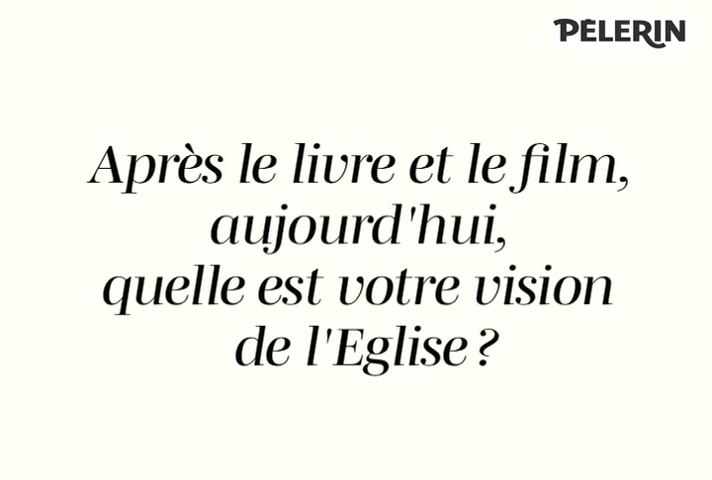 PELERIN
Après le livre et le film,
aujourd'hui,
quelle est votre vision
de l'Eglise ?